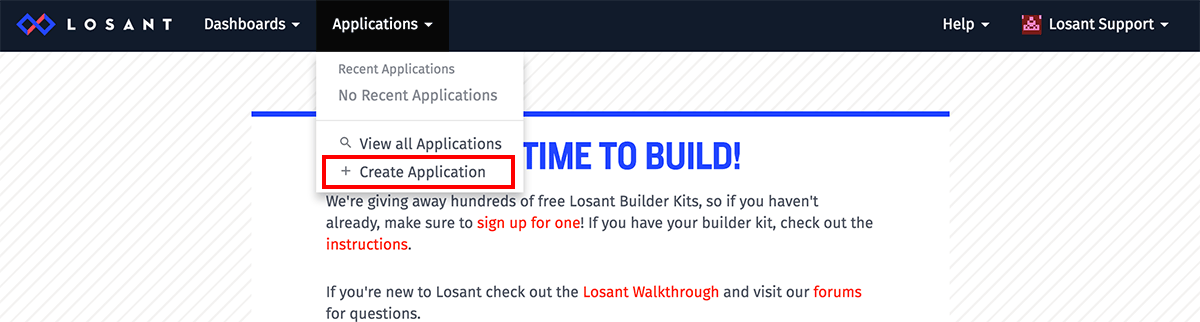 LOSANT Dashboards Applications Help Losant Support
Recent Applications
No Recent Applications
View all Applications
Create Application
TIME TO BUILD!
We're giving away hundreds of free Losant Builder Kits, so if you haven't
already, make sure to sign up for one! If you have your builder kit, check out the
instructions.
If you're new to Losant check out the Losant Walkthrough and visit our forums
for questions.